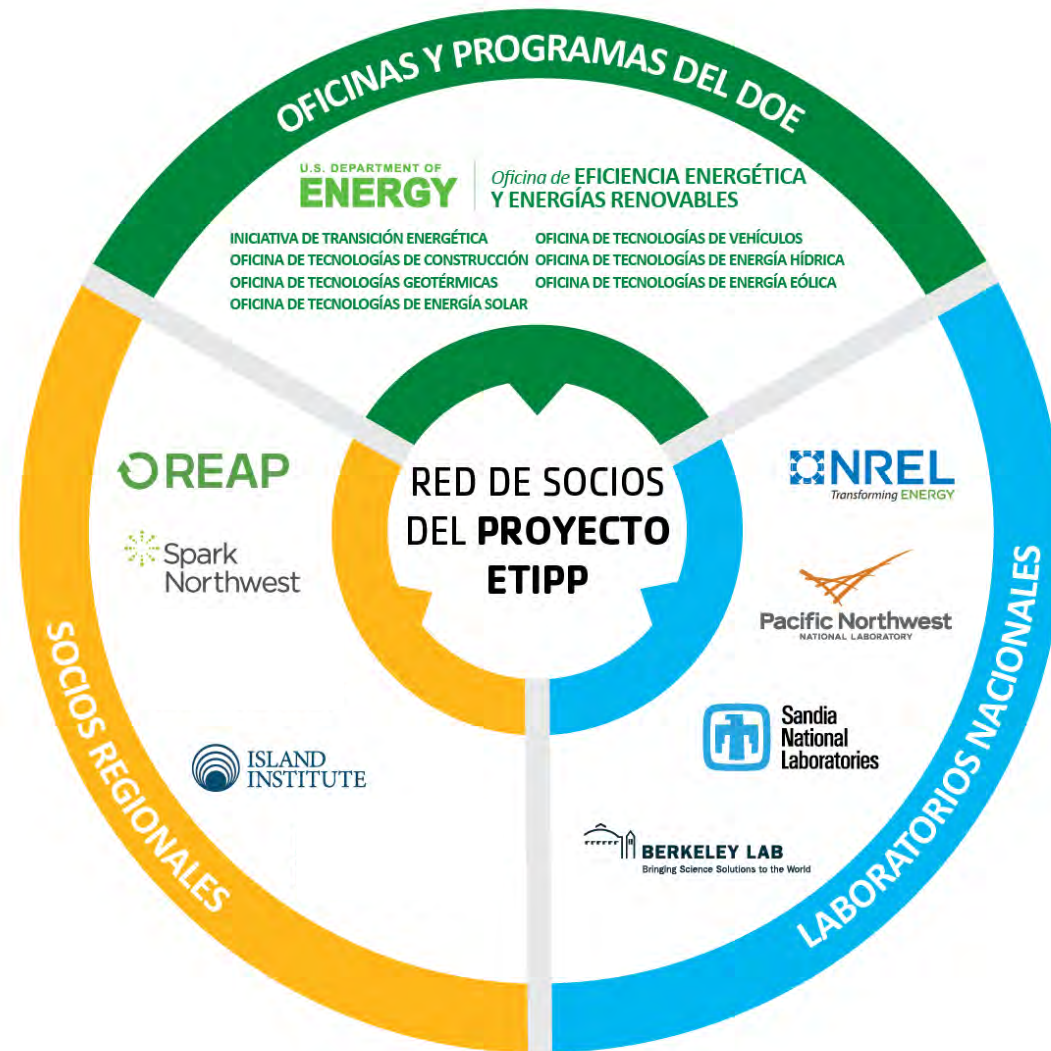 OFICINAS Y PROGRAMAS DEL DOE
U.S. DEPARTMENT OF
ENERGY
Oficina de EFICIENCIA ENERGÉTICA
Y ENERGÍAS RENOVABLES
INICIATIVA DE TRANSICIÓN ENERGÉTICA
OFICINA DE TECNOLOGÍAS DE CONSTRUCCIÓN
OFICINA DE TECNOLOGÍAS GEOTÉRMICAS
OFICINA DE TECNOLOGÍAS DE ENERGÍA SOLAR
OFICINA DE TECNOLOGÍAS DE VEHÍCULOS
OFICINA DE TECNOLOGÍAS DE ENERGÍA HÍDRICA
OFICINA DE TECNOLOGÍAS DE ENERGÍA EÓLICA
RED DE SOCIOS
DEL PROYECTO
ETIPP
REAP
Spark
Northwest
ISLAND
INSTITUTE
SOCIOS REGIONALES
NREL
Transforming ENERGY
Pacific Northwest
NATIONAL LABORATORY
Sandia
National
Laboratories
BERKELEY LAB
Bringing Science Solutions to the World
LABORATORIOS NACIONALES